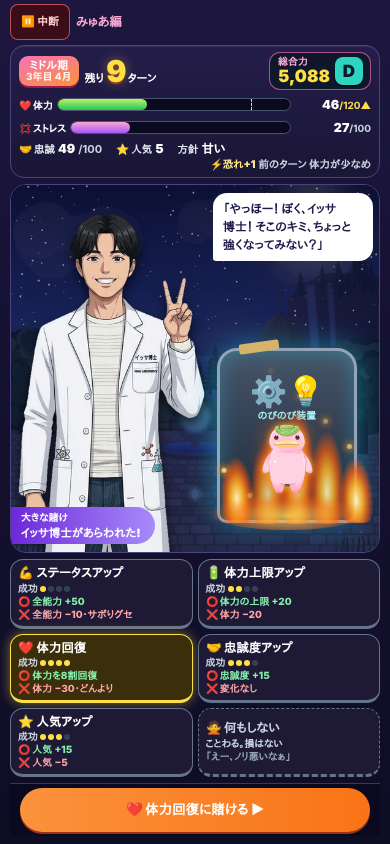 ⏸ 中断 みゅあ編
ミドル期
3年目 4月
残り9ターン
総合力
5,088 D
❤️体力 46/120▲
💢ストレス 27/100
🤝忠誠 49 /100 ⭐人気 5 方針 甘い
⚡恐れ+1 前のターン 体力が少なめ
「やっほー！ぼく、イッサ
博士！そこのキミ、ちょっと
強くなってみない？」
イッサ博士
のびのび装置
大きな賭け
イッサ博士があらわれた！
💪 ステータスアップ
成功
⭕全能力 +50
❌全能力 −10・サボりグセ
🔋 体力上限アップ
成功
⭕体力の上限 +20
❌体力 −20
❤️ 体力回復
成功
⭕体力を8割回復
❌体力 −30・どんより
🤝 忠誠度アップ
成功
⭕忠誠度 +15
❌変化なし
⭐ 人気アップ
成功
⭕人気 +15
❌人気 −5
🙅 何もしない
ことわる。損はない
「えー、ノリ悪いなぁ」
❤️ 体力回復に賭ける ▶